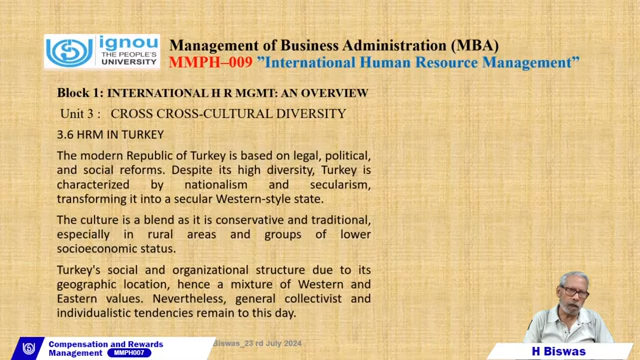 ignou
THE PEOPLE'S
UNIVERSITY
Management of Business Administration (MBA)
MMPH–009 ”International Human Resource Management”
Block 1: INTERNATIONAL H R MGMT: AN OVERVIEW
Unit 3 : CROSS CROSS-CULTURAL DIVERSITY
3.6 HRM IN TURKEY
The modern Republic of Turkey is based on legal, political,
and social reforms. Despite its high diversity, Turkey is
characterized by nationalism and secularism,
transforming it into a secular Western-style state.
The culture is a blend as it is conservative and traditional,
especially in rural areas and groups of lower
socioeconomic status.
Turkey's social and organizational structure due to its
geographic location, hence a mixture of Western and
Eastern values. Nevertheless, general collectivist and
individualistic tendencies remain to this day.
Compensation and Rewards
Management MMPH007
Biswas_23 rd July 2024
H Biswas